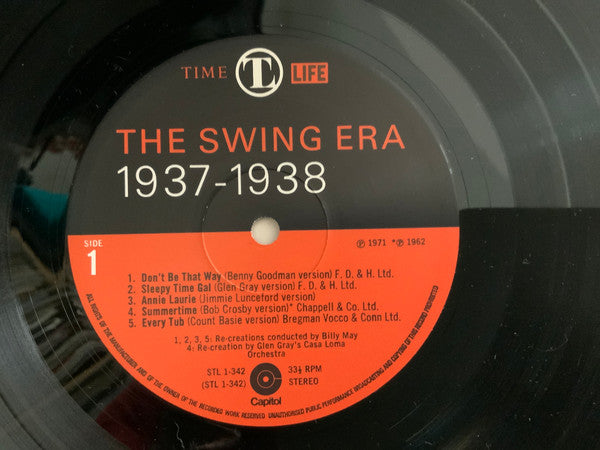 TIME TL LIFE
THE SWING ERA
1937-1938
SIDE
1
℗ 1971 *℗ 1962
1. Don't Be That Way (Benny Goodman version) F. D. & H. Ltd.
2. Sleepy Time Gal (Glen Gray version) F. D. & H. Ltd.
3. Annie Laurie (Jimmie Lunceford version)
4. Summertime (Bob Crosby version)* Chappell & Co. Ltd.
5. Every Tub (Count Basie version) Bregman Vocco & Conn Ltd.
1, 2, 3, 5: Re-creations conducted by Billy May
4: Re-creation by Glen Gray's Casa Loma
Orchestra
STL 1-342 33⅓ RPM
(STL 1-342) STEREO
Capitol
ALL RIGHTS OF THE MANUFACTURER AND OF THE OWNER OF THE RECORDED WORK RESERVED UNAUTHORISED PUBLIC PERFORMANCE BROADCASTING AND COPYING OF THIS RECORD PROHIBITED